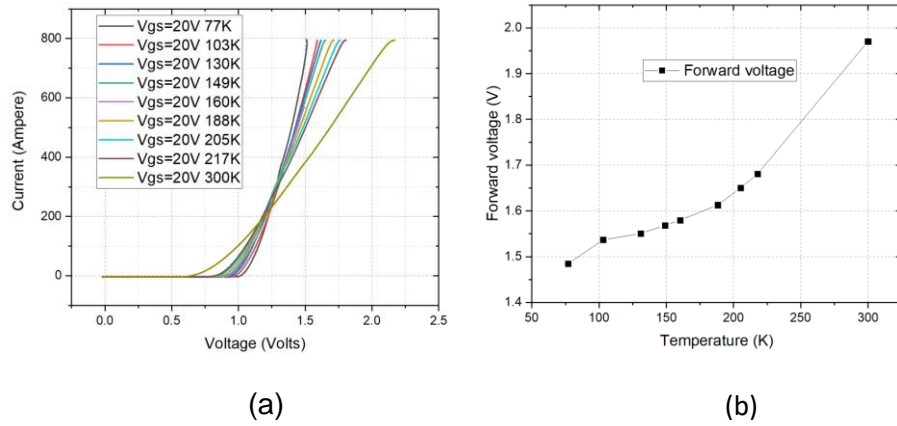 800
600
400
200
0
0.0 0.5 1.0 1.5 2.0 2.5
Current (Ampere)
Voltage (Volts)
Vgs=20V 77K
Vgs=20V 103K
Vgs=20V 130K
Vgs=20V 149K
Vgs=20V 160K
Vgs=20V 188K
Vgs=20V 205K
Vgs=20V 217K
Vgs=20V 300K
(a)
2.0
1.9
1.8
1.7
1.6
1.5
1.4
50 100 150 200 250 300
Forward voltage (V)
Temperature (K)
Forward voltage
(b)